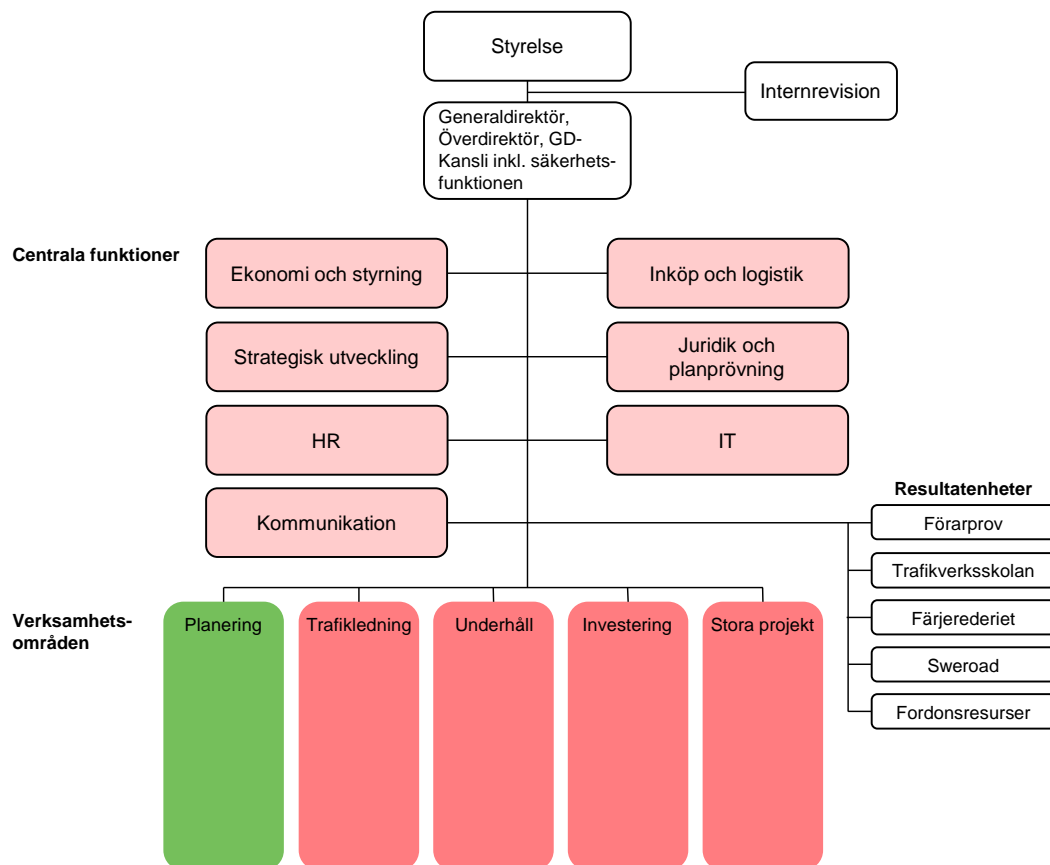 Styrelse
Internrevision
Generaldirektör,
Överdirektör, GD-
Kansli inkl. säkerhets-
funktionen
Centrala funktioner
Ekonomi och styrning
Inköp och logistik
Strategisk utveckling
Juridik och
planprövning
HR
IT
Kommunikation
Resultatenheter
Förarprov
Trafikverksskolan
Färjerederiet
Sweroad
Fordonsresurser
Verksamhets-
områden
Planering
Trafikledning
Underhåll
Investering
Stora projekt